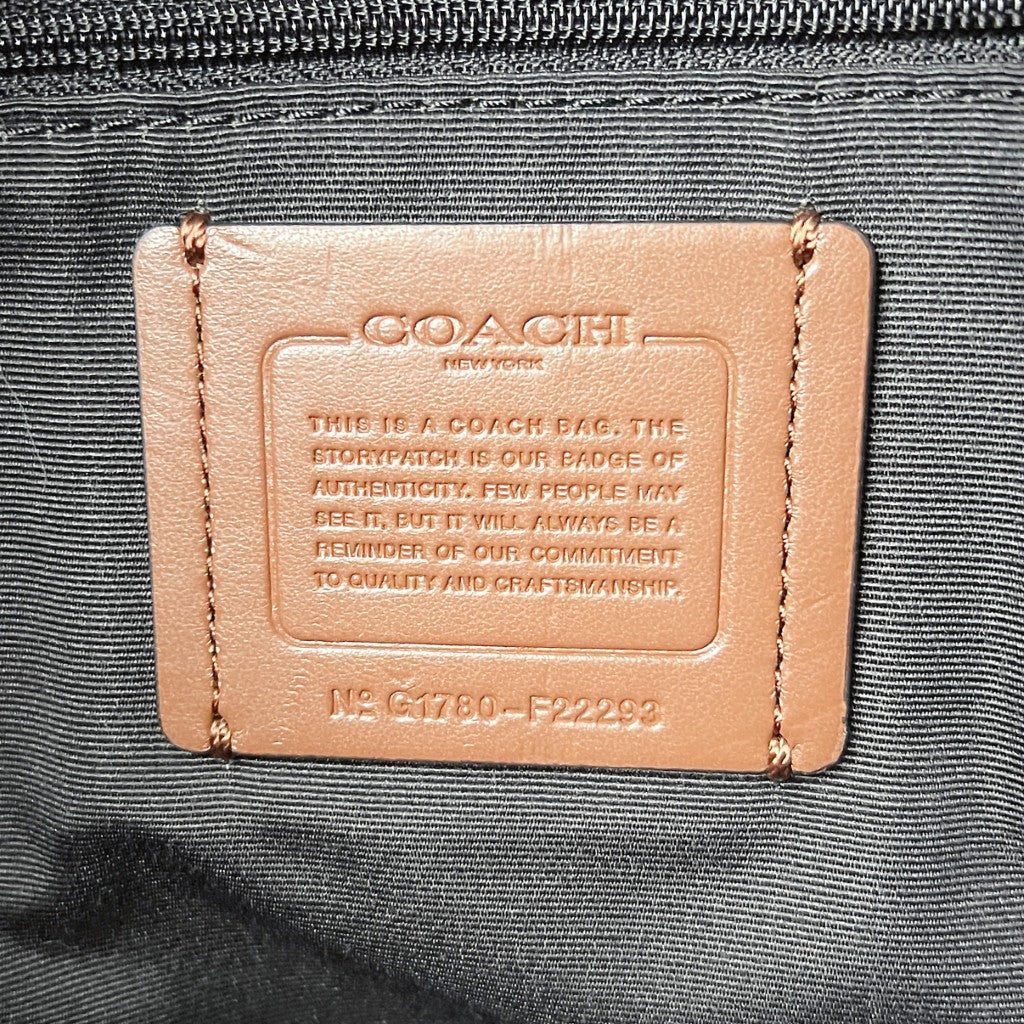 COACH
NEW YORK
THIS IS A COACH BAG. THE
STORYPATCH IS OUR BADGE OF
AUTHENTICITY. FEW PEOPLE MAY
SEE IT, BUT IT WILL ALWAYS BE A
REMINDER OF OUR COMMITMENT
TO QUALITY AND CRAFTSMANSHIP.
Nº G1780-F22293